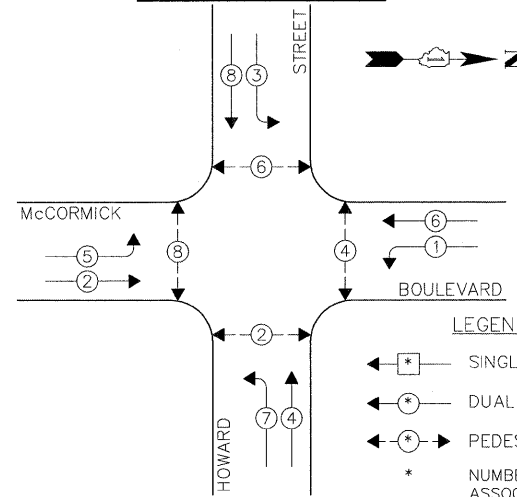 STREET
8 3
6
McCORMICK
6
5
8
4
1
2
BOULEVARD
2
LEGEN
* SINGL
* DUAL
7 4
HOWARD
* PEDES
* NUMBE
ASSOC